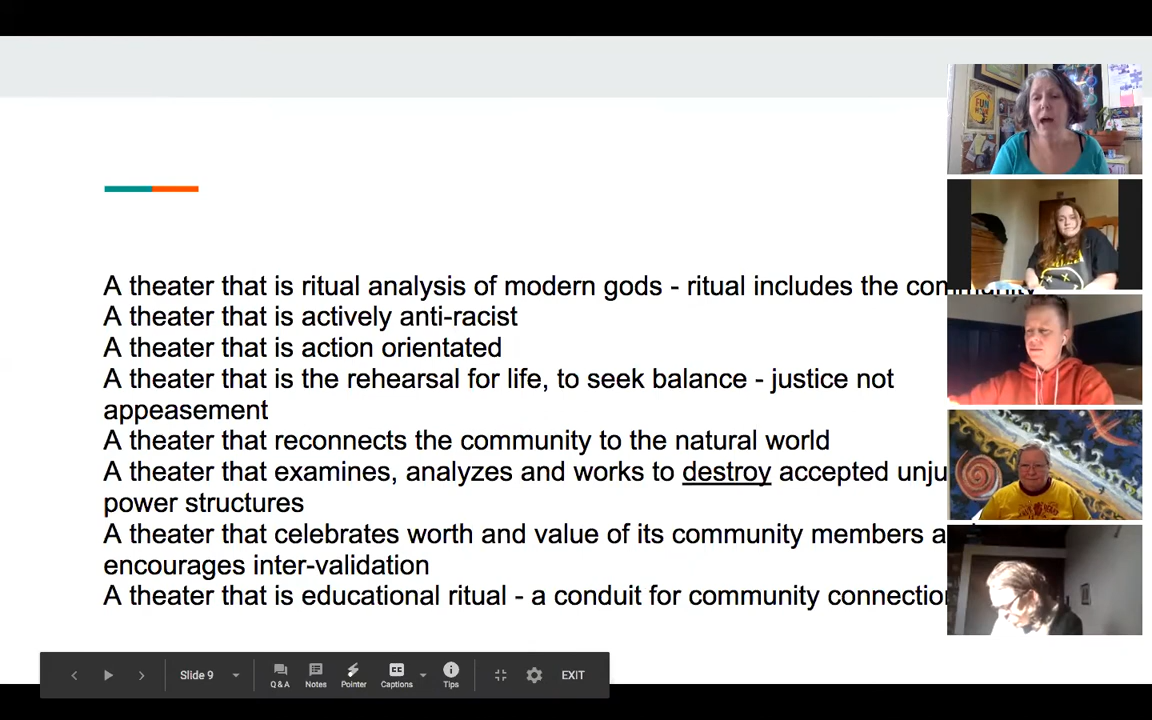 A theater that is ritual analysis of modern gods - ritual includes the community
A theater that is actively anti-racist
A theater that is action orientated
A theater that is the rehearsal for life, to seek balance - justice not
appeasement
A theater that reconnects the community to the natural world
A theater that examines, analyzes and works to destroy accepted
power structures
A theater that celebrates worth and value of its community members
encourages inter-validation
A theater that is educational ritual - a conduit for community
Slide 9
Q&A
Notes
Pointer
Captions
Tips
EXIT
FUN
HOME